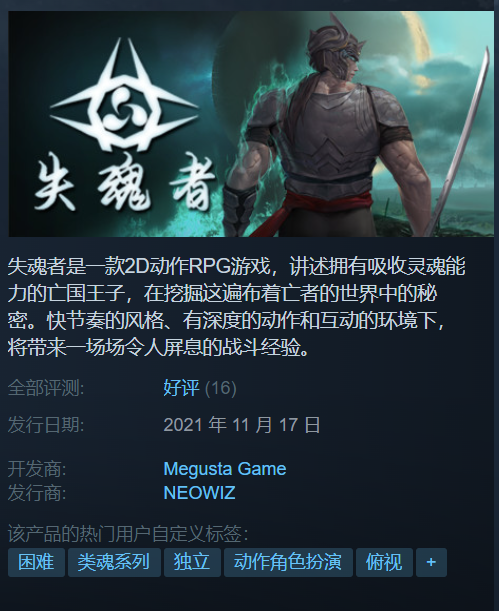 失魂者
失魂者是一款2D动作RPG游戏，讲述拥有吸收灵魂能
力的亡国王子，在挖掘这遍布着亡者的世界中的秘
密。快节奏的风格、有深度的动作和互动的环境下，
将带来一场场令人屏息的战斗经验。
全部评测: 好评 (16)
发行日期: 2021 年 11 月 17 日
开发商: Megusta Game
发行商: NEOWIZ
该产品的热门用户自定义标签：
困难 类魂系列 独立 动作角色扮演 俯视 +